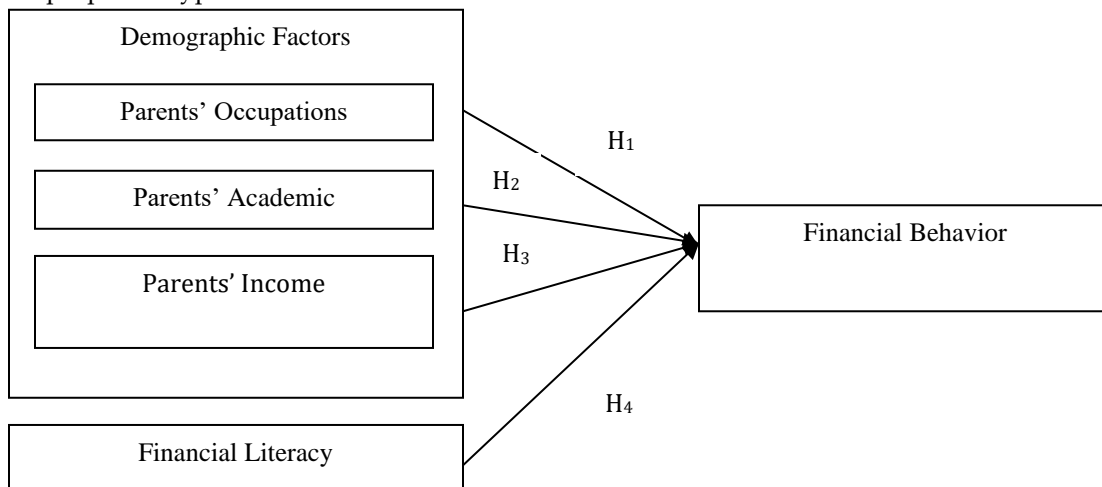 Demographic Factors
Parents’ Occupations
H1
Parents’ Academic
H2
Financial Behavior
H3
Parents’ Income
H4
Financial Literacy